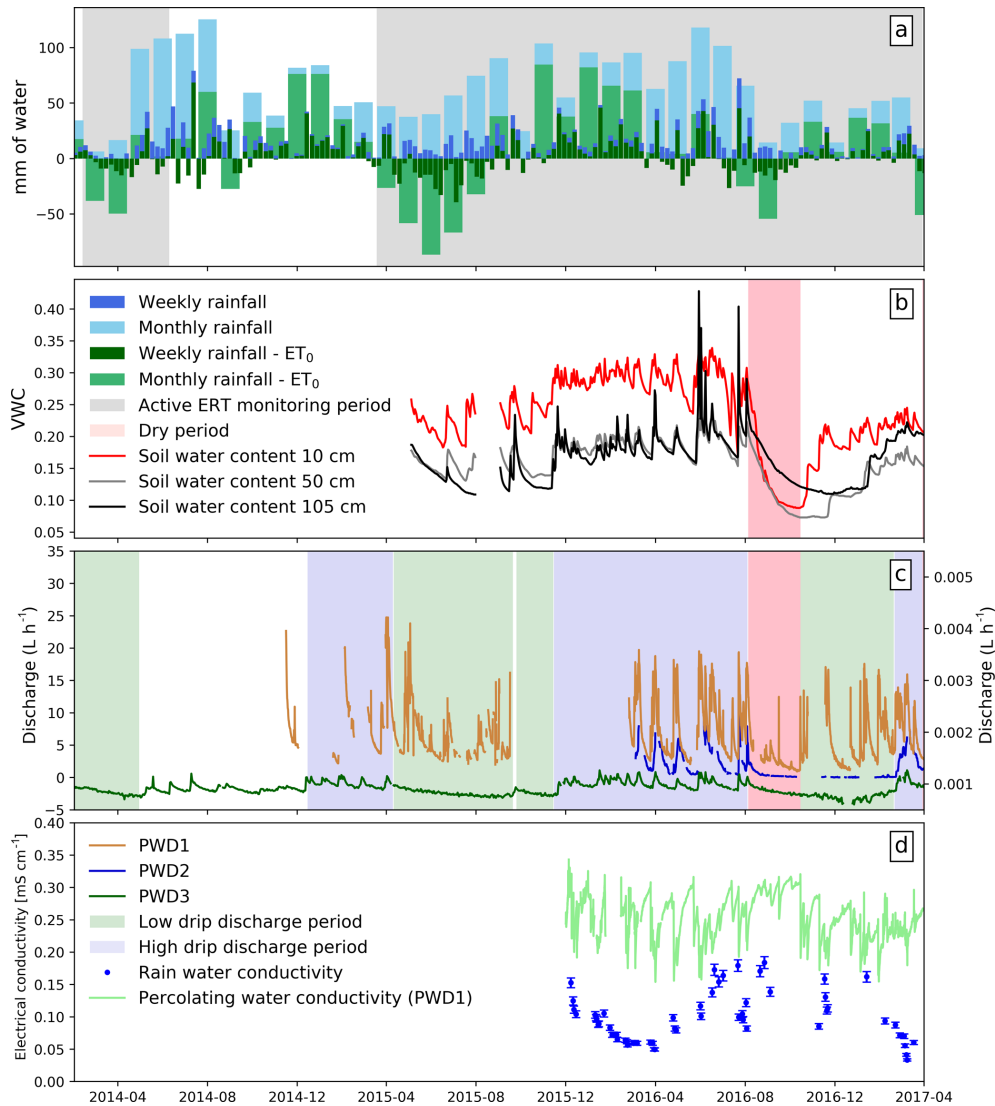 a
mm of water
100
50
0
−50
b
VWC
0.40
0.35
0.30
0.25
0.20
0.15
0.10
0.05
Weekly rainfall
Monthly rainfall
Weekly rainfall - ET₀
Monthly rainfall - ET₀
Active ERT monitoring period
Dry period
Soil water content 10 cm
Soil water content 50 cm
Soil water content 105 cm
c
Discharge (L h⁻¹)
35
30
25
20
15
10
5
0
−5
0.005
0.004
0.003
0.002
0.001
Discharge (L h⁻¹)
d
Electrical conductivity [mS cm⁻¹]
0.40
0.35
0.30
0.25
0.20
0.15
0.10
0.05
0.00
PWD1
PWD2
PWD3
Low drip discharge period
High drip discharge period
Rain water conductivity
Percolating water conductivity (PWD1)
2014-04 2014-08 2014-12 2015-04 2015-08 2015-12 2016-04 2016-08 2016-12 2017-04